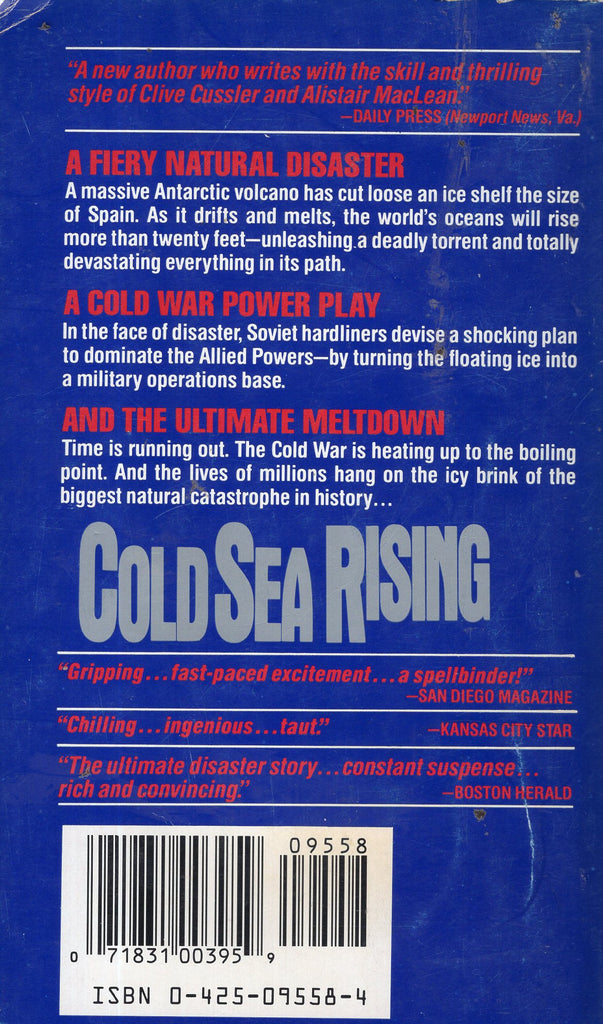 “A new author who writes with the skill and thrilling
style of Clive Cussler and Alistair MacLean.”
—DAILY PRESS (Newport News, Va.)
A FIERY NATURAL DISASTER
A massive Antarctic volcano has cut loose an ice shelf the size
of Spain. As it drifts and melts, the world’s oceans will rise
more than twenty feet—unleashing a deadly torrent and totally
devastating everything in its path.
A COLD WAR POWER PLAY
In the face of disaster, Soviet hardliners devise a shocking plan
to dominate the Allied Powers—by turning the floating ice into
a military operations base.
AND THE ULTIMATE MELTDOWN
Time is running out. The Cold War is heating up to the boiling
point. And the lives of millions hang on the icy brink of the
biggest natural catastrophe in history...
COLD SEA RISING
“Gripping...fast-paced excitement...a spellbinder!”
—SAN DIEGO MAGAZINE
“Chilling...ingenious...taut.” —KANSAS CITY STAR
“The ultimate disaster story...constant suspense...
rich and convincing.” —BOSTON HERALD
09558
0 71831 00395 9
ISBN 0-425-09558-4